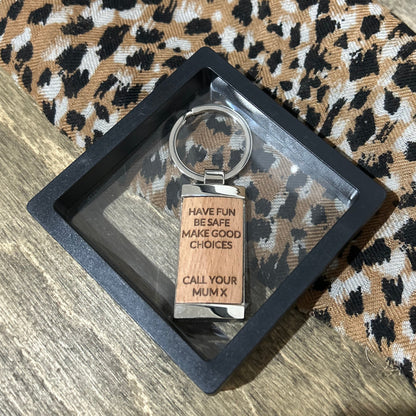 HAVE FUN
BE SAFE
MAKE GOOD
CHOICES
CALL YOUR
MUM X